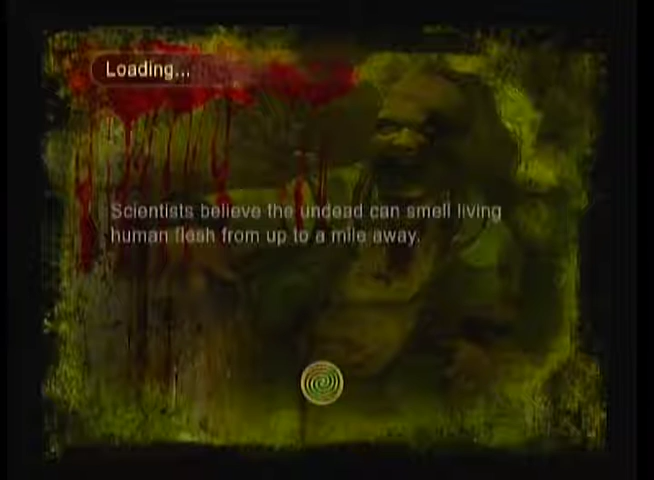 Loading...
Scientists believe the undead can smell living
human flesh from up to a mile away.